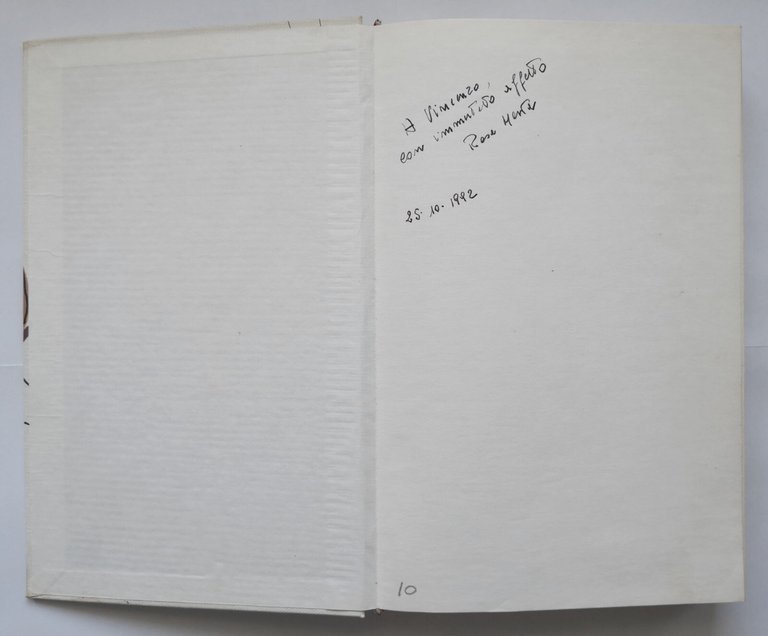 A Vincenzo,
con immutato affetto
Rosa
25.10.1992
10